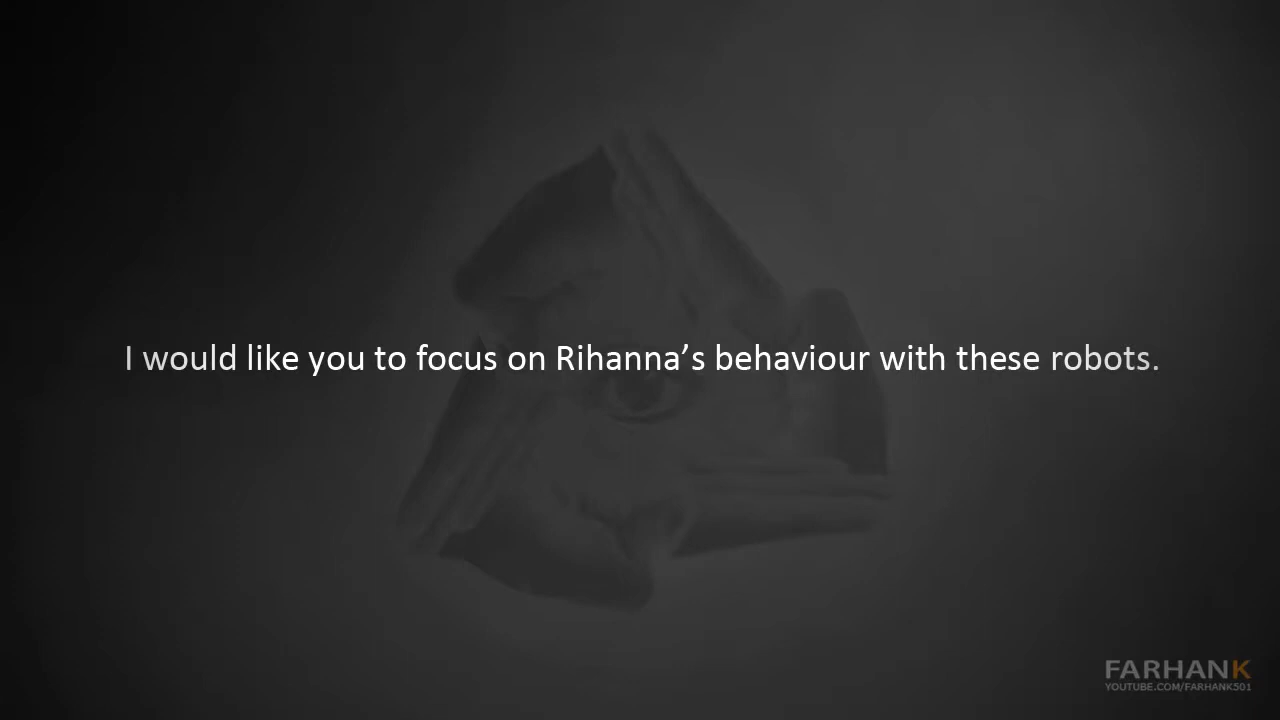 I would like you to focus on Rihanna’s behaviour with these robots.
FARHANK
YOUTUBE.COM/FARHANK501